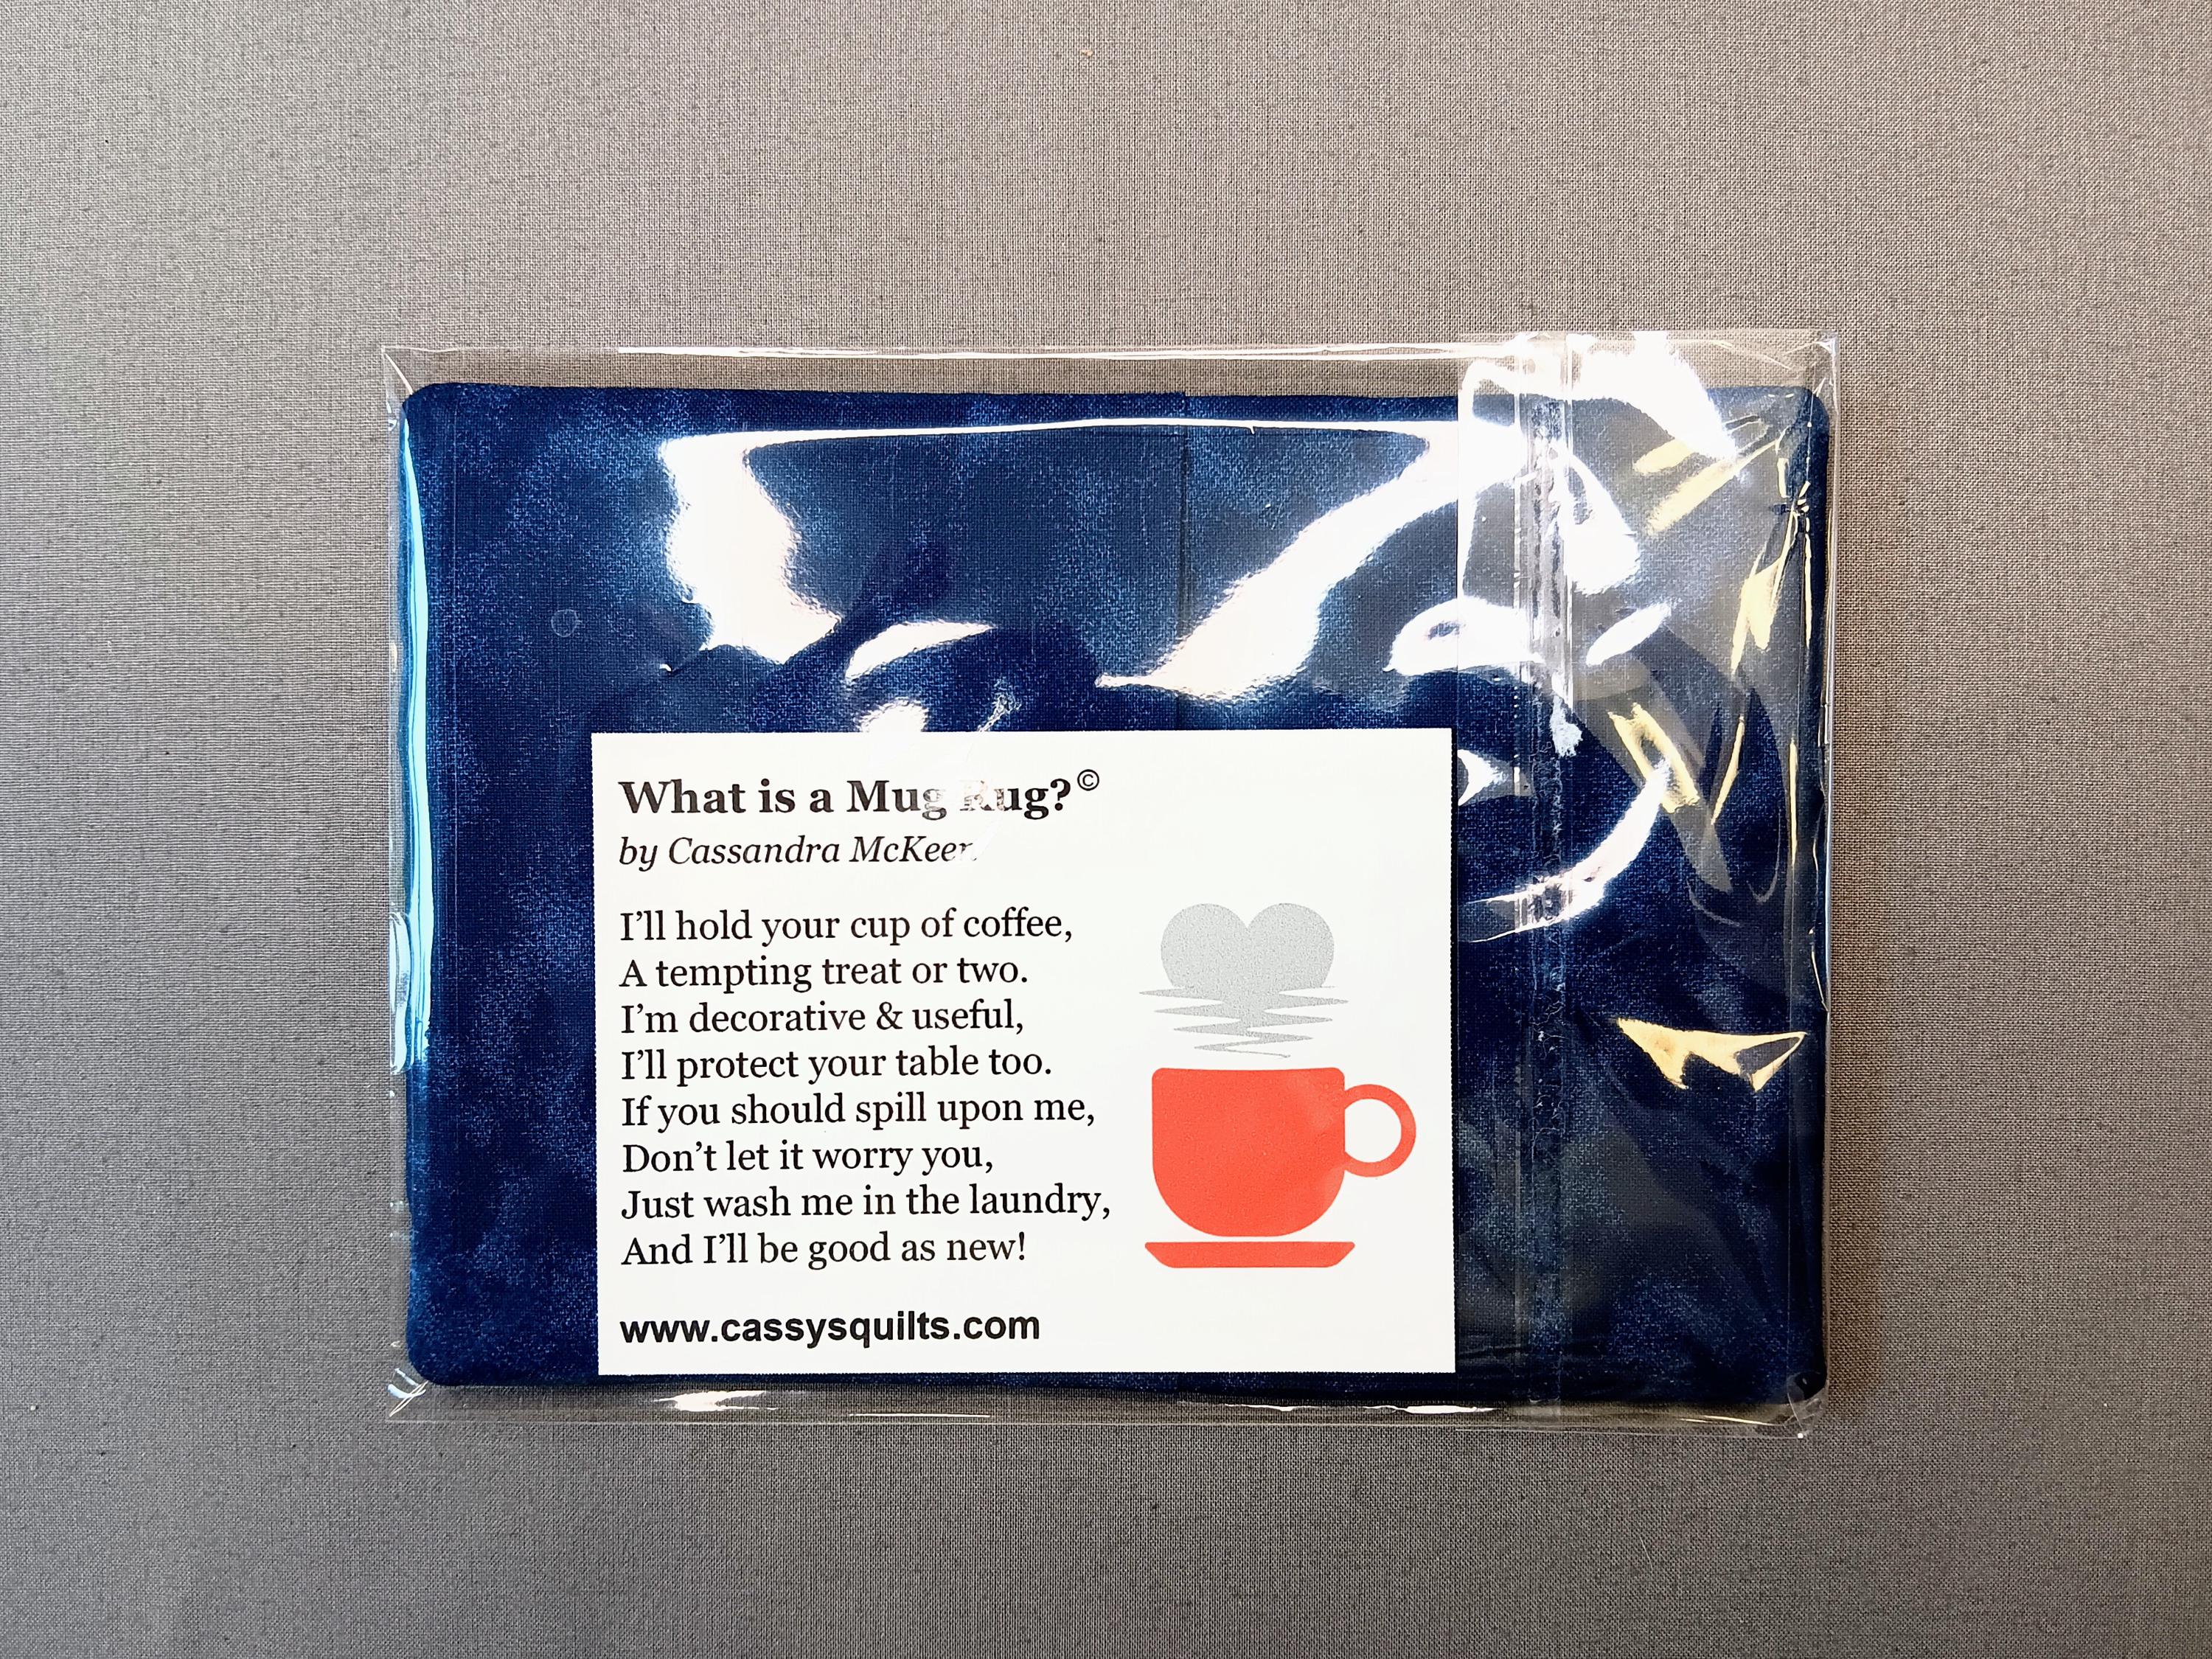 What is a Mug Rug?©
by Cassandra McKeen
I’ll hold your cup of coffee,
A tempting treat or two.
I’m decorative & useful,
I’ll protect your table too.
If you should spill upon me,
Don’t let it worry you,
Just wash me in the laundry,
And I’ll be good as new!
www.cassysquilts.com